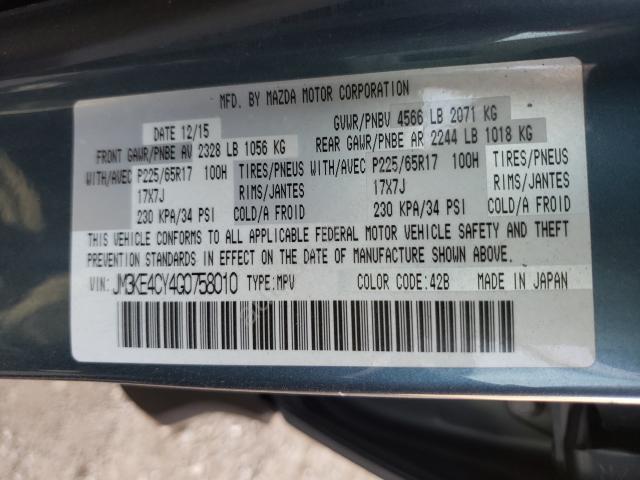 MFD. BY MAZDA MOTOR CORPORATION
DATE 12/15 GVWR/PNBV 4566 LB 2071 KG
FRONT GAWR/PNBE AV 2328 LB 1056 KG REAR GAWR/PNBE AR 2244 LB 1018 KG
WITH/AVEC P225/65R17 100H TIRES/PNEUS WITH/AVEC P225/65R17 100H TIRES/PNEUS
17X7J RIMS/JANTES 17X7J RIMS/JANTES
230 KPA/34 PSI COLD/A FROID 230 KPA/34 PSI COLD/A FROID
THIS VEHICLE CONFORMS TO ALL APPLICABLE FEDERAL MOTOR VEHICLE SAFETY AND THEFT
PREVENTION STANDARDS IN EFFECT ON THE DATE OF MANUFACTURE SHOWN ABOVE.
VIN: JM3KE4CY4G0758010 TYPE:MPV COLOR CODE: 42B MADE IN JAPAN